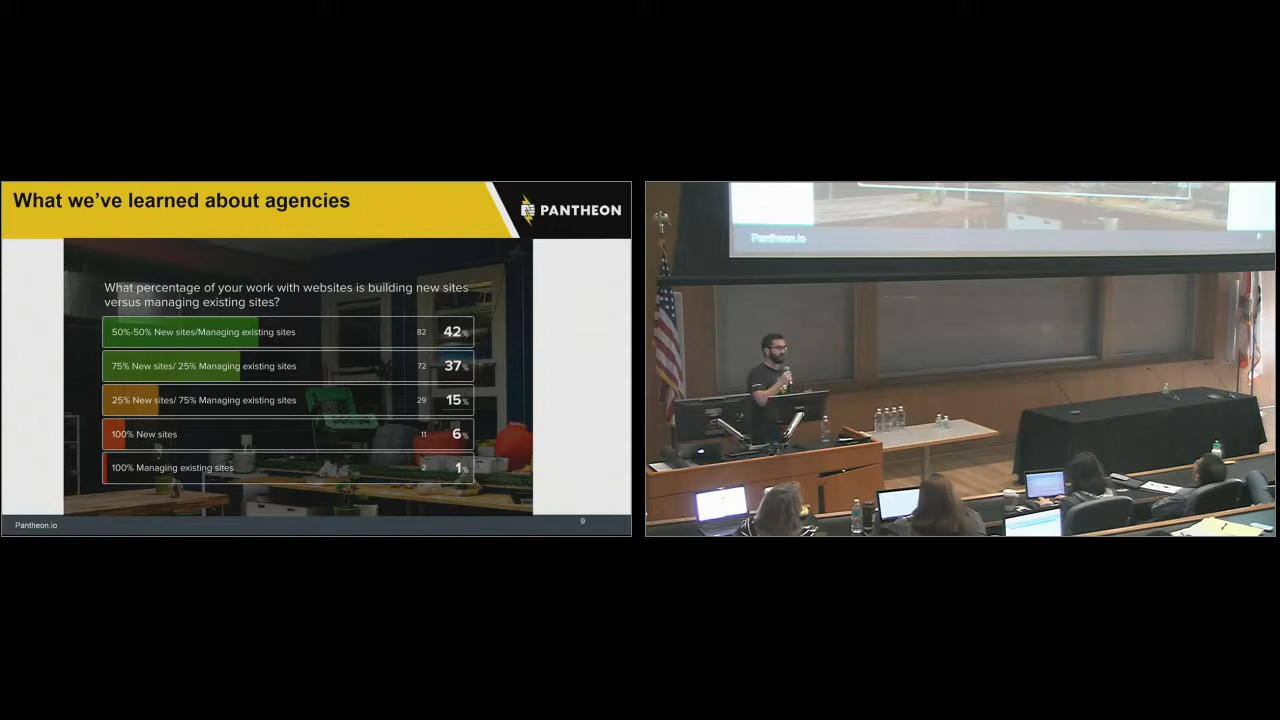 What we've learned about agencies
PANTHEON
What percentage of your work with websites is building new sites
versus managing existing sites?
50%-50% New sites/Managing existing sites 82 42%
75% New sites/ 25% Managing existing sites 72 37%
25% New sites/ 75% Managing existing sites 29 15%
100% New sites 11 6%
100% Managing existing sites 2 1%
Pantheon.io 9
Pantheon.io